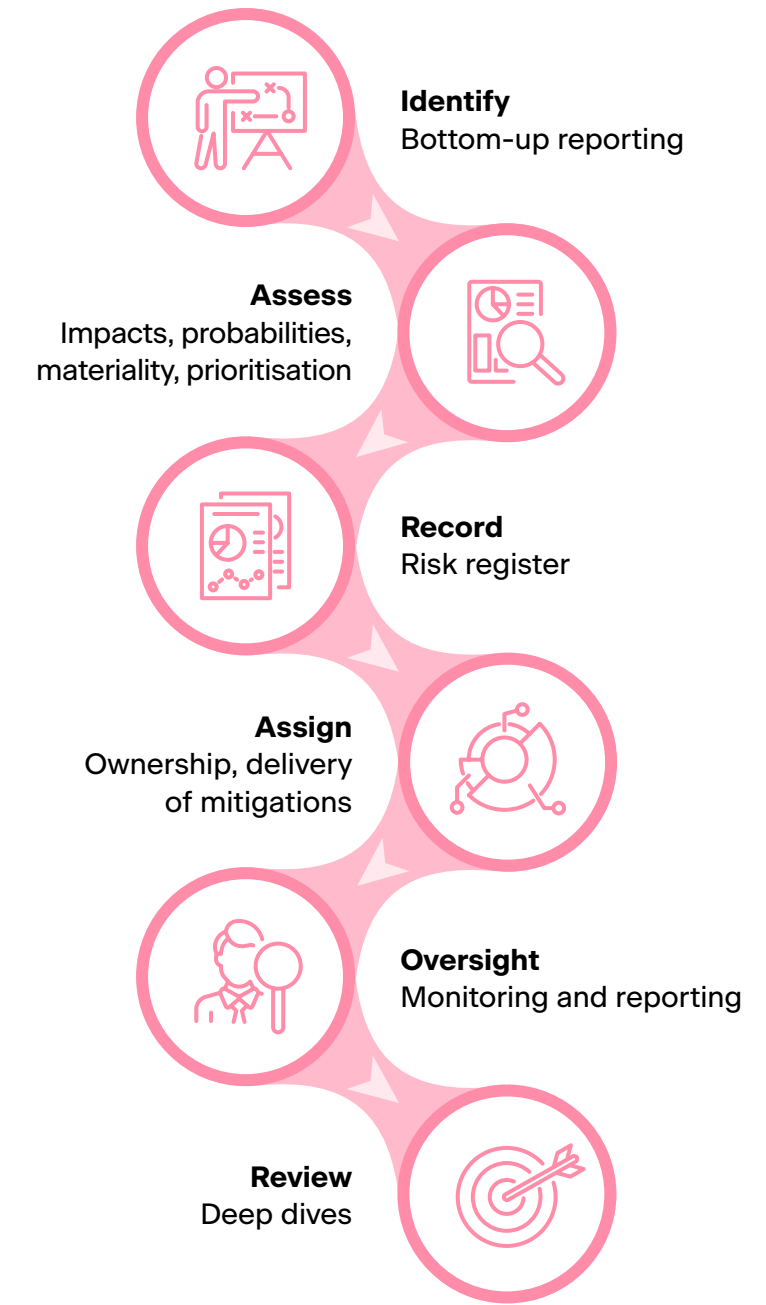 Identify
Bottom-up reporting
Assess
Impacts, probabilities,
materiality, prioritisation
Record
Risk register
Assign
Ownership, delivery
of mitigations
Oversight
Monitoring and reporting
Review
Deep dives